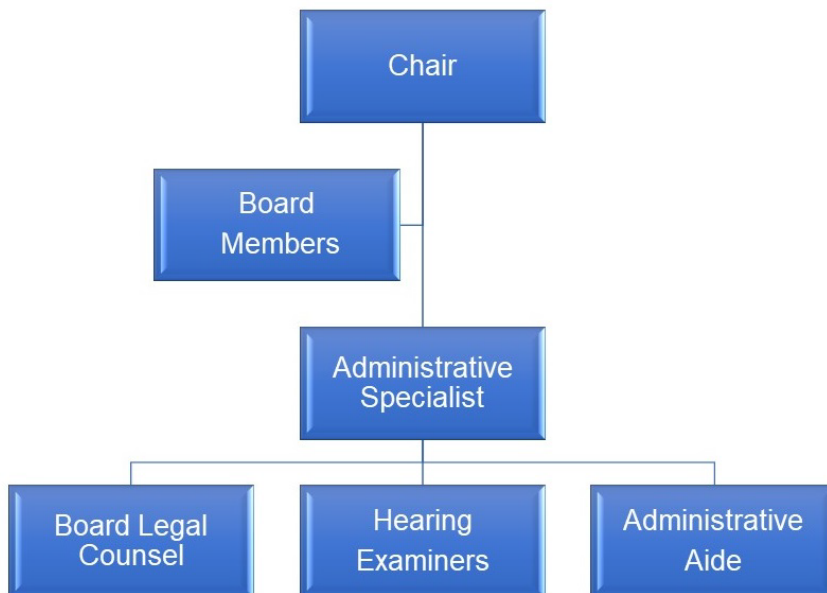 Chair
Board
Members
Administrative
Specialist
Board Legal
Counsel
Hearing
Examiners
Administrative
Aide